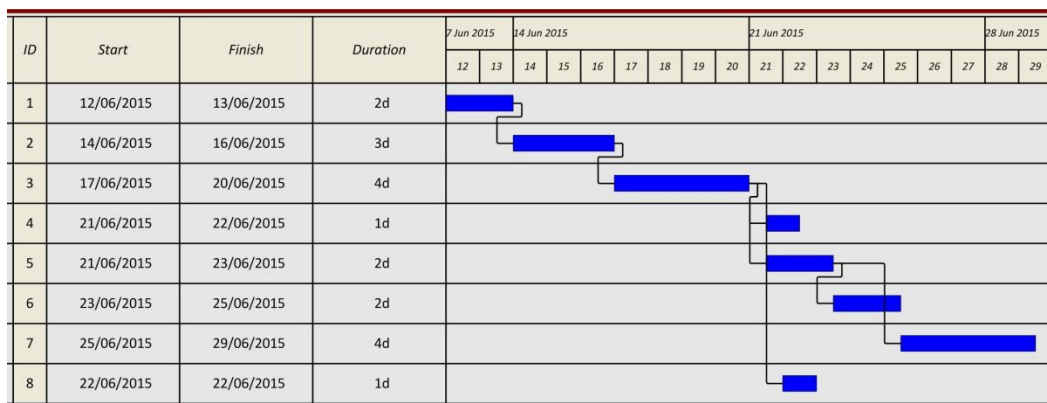 ID Start Finish Duration 7 Jun 2015 14 Jun 2015 21 Jun 2015 28 Jun 2015
12 13 14 15 16 17 18 19 20 21 22 23 24 25 26 27 28 29
1 12/06/2015 13/06/2015 2d
2 14/06/2015 16/06/2015 3d
3 17/06/2015 20/06/2015 4d
4 21/06/2015 22/06/2015 1d
5 21/06/2015 23/06/2015 2d
6 23/06/2015 25/06/2015 2d
7 25/06/2015 29/06/2015 4d
8 22/06/2015 22/06/2015 1d